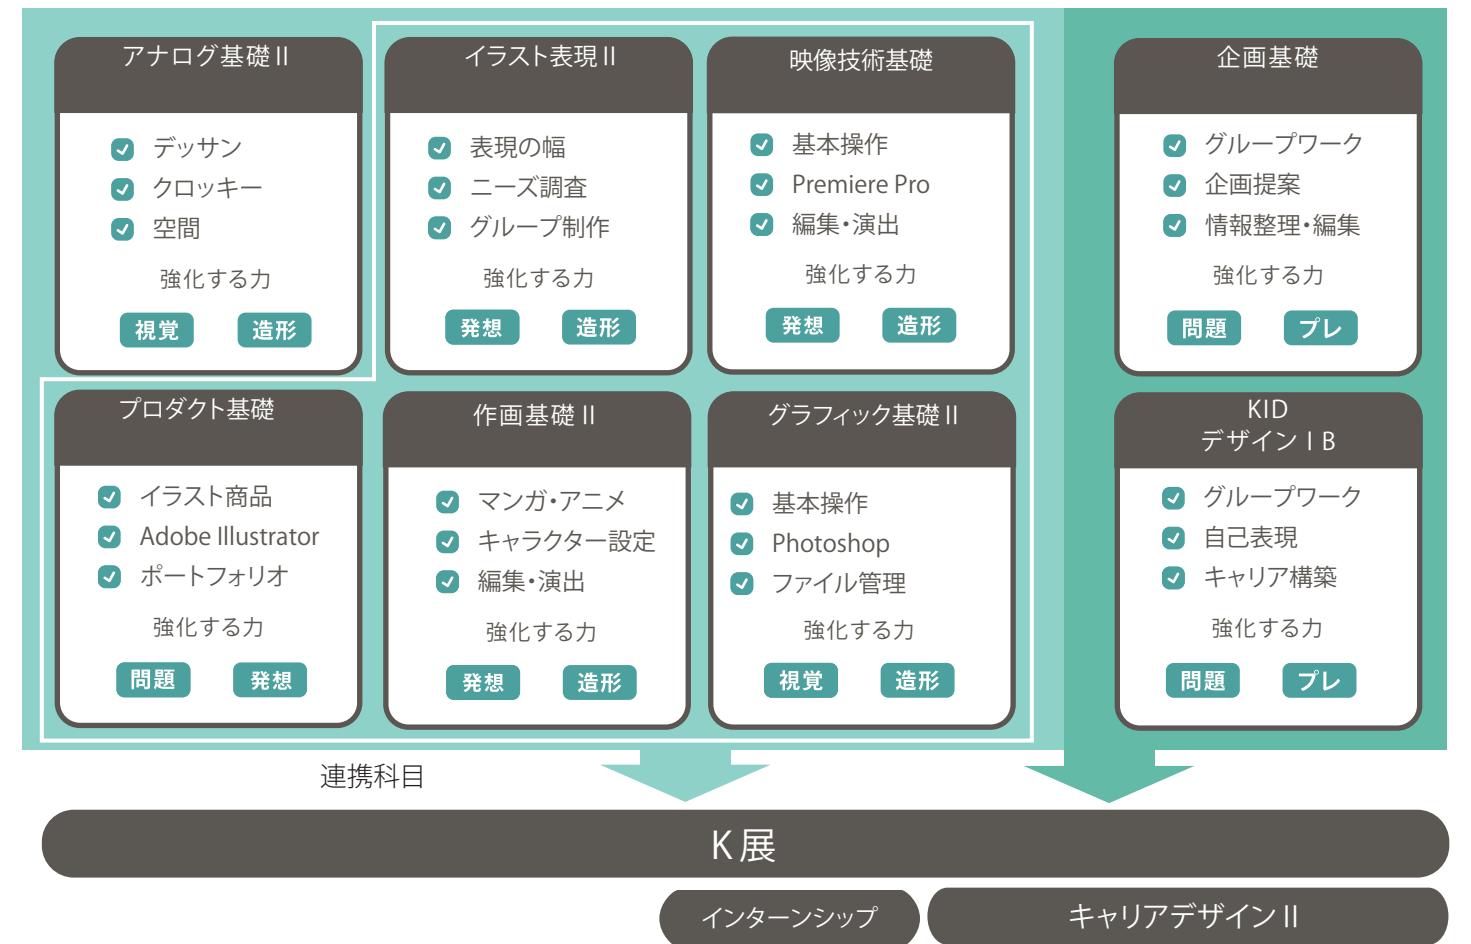 アナログ基礎Ⅱ
デッサン
クロッキー
空間
強化する力
視覚
造形
イラスト表現Ⅱ
表現の幅
ニーズ調査
グループ制作
強化する力
発想
造形
映像技術基礎
基本操作
Premiere Pro
編集・演出
強化する力
発想
造形
企画基礎
グループワーク
企画提案
情報整理・編集
強化する力
問題
プレ
プロダクト基礎
イラスト商品
Adobe Illustrator
ポートフォリオ
強化する力
問題
発想
作画基礎Ⅱ
マンガ・アニメ
キャラクター設定
編集・演出
強化する力
発想
造形
グラフィック基礎Ⅱ
基本操作
Photoshop
ファイル管理
強化する力
視覚
造形
KID
デザインⅠB
グループワーク
自己表現
キャリア構築
強化する力
問題
プレ
連携科目
K展
インターンシップ
キャリアデザインⅡ